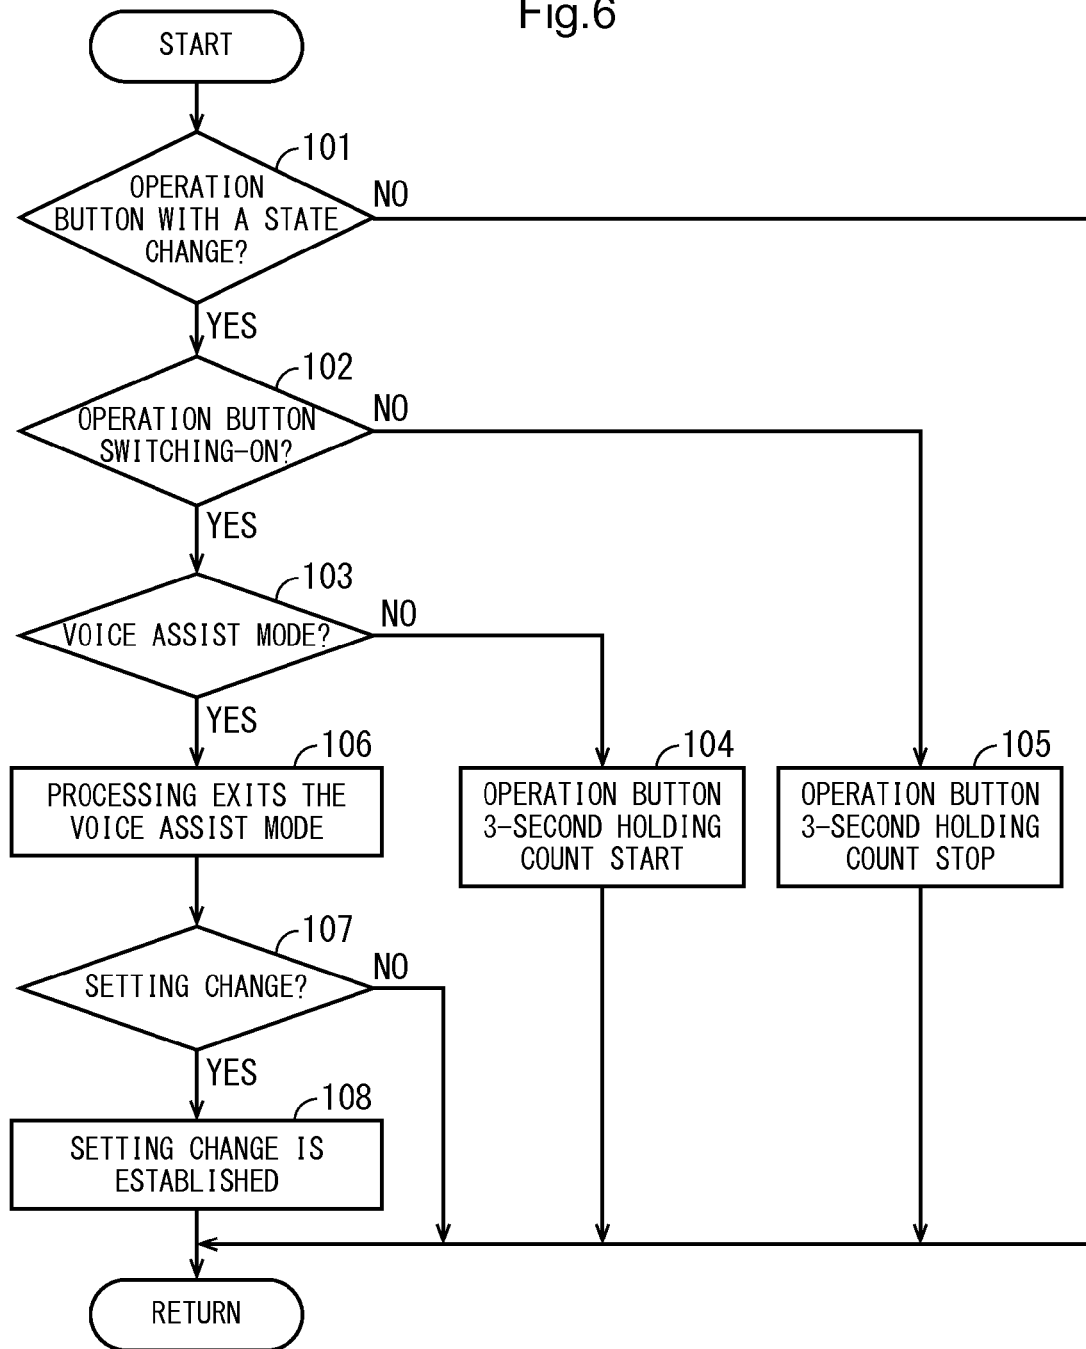 Fig.6
START
101
OPERATION
BUTTON WITH A STATE
CHANGE?
NO
YES
102
OPERATION BUTTON
SWITCHING-ON?
NO
YES
103
VOICE ASSIST MODE?
NO
YES
106
PROCESSING EXITS THE
VOICE ASSIST MODE
104
OPERATION BUTTON
3-SECOND HOLDING
COUNT START
105
OPERATION BUTTON
3-SECOND HOLDING
COUNT STOP
107
SETTING CHANGE?
NO
YES
108
SETTING CHANGE IS
ESTABLISHED
RETURN